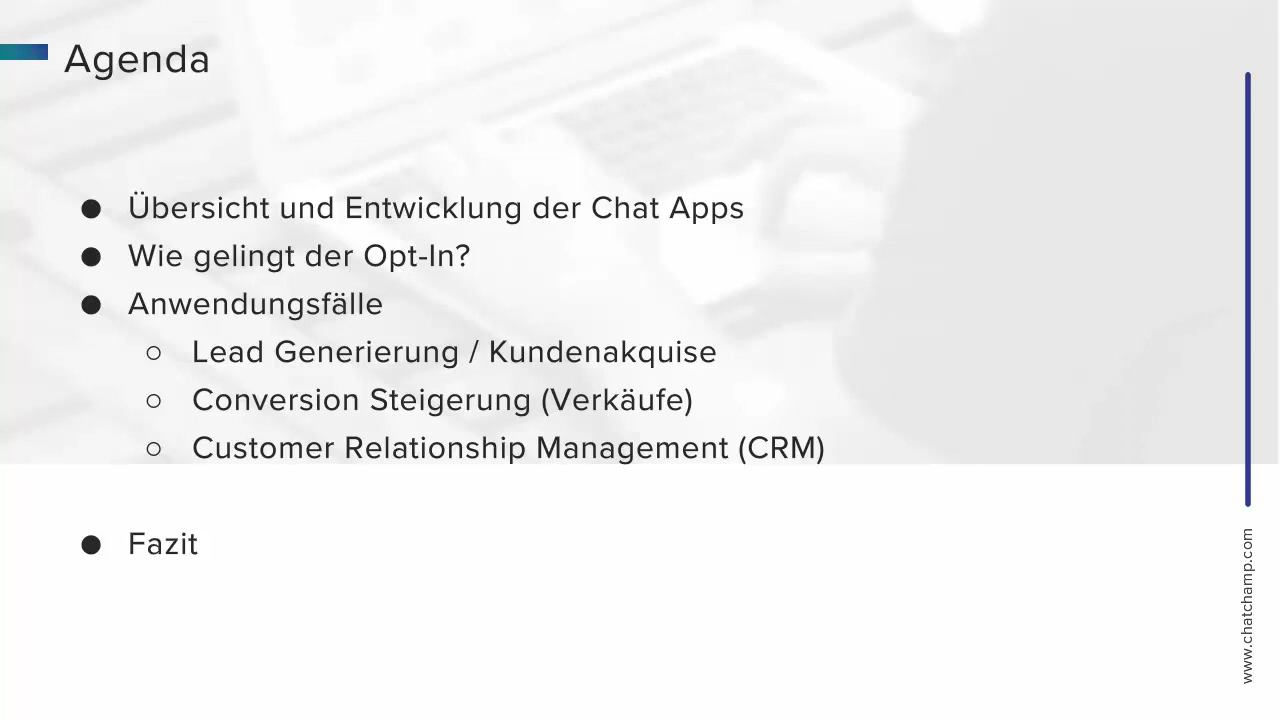 Agenda
● Übersicht und Entwicklung der Chat Apps
● Wie gelingt der Opt-In?
● Anwendungsfälle
○ Lead Generierung / Kundenakquise
○ Conversion Steigerung (Verkäufe)
○ Customer Relationship Management (CRM)
● Fazit
www.chatchamp.com